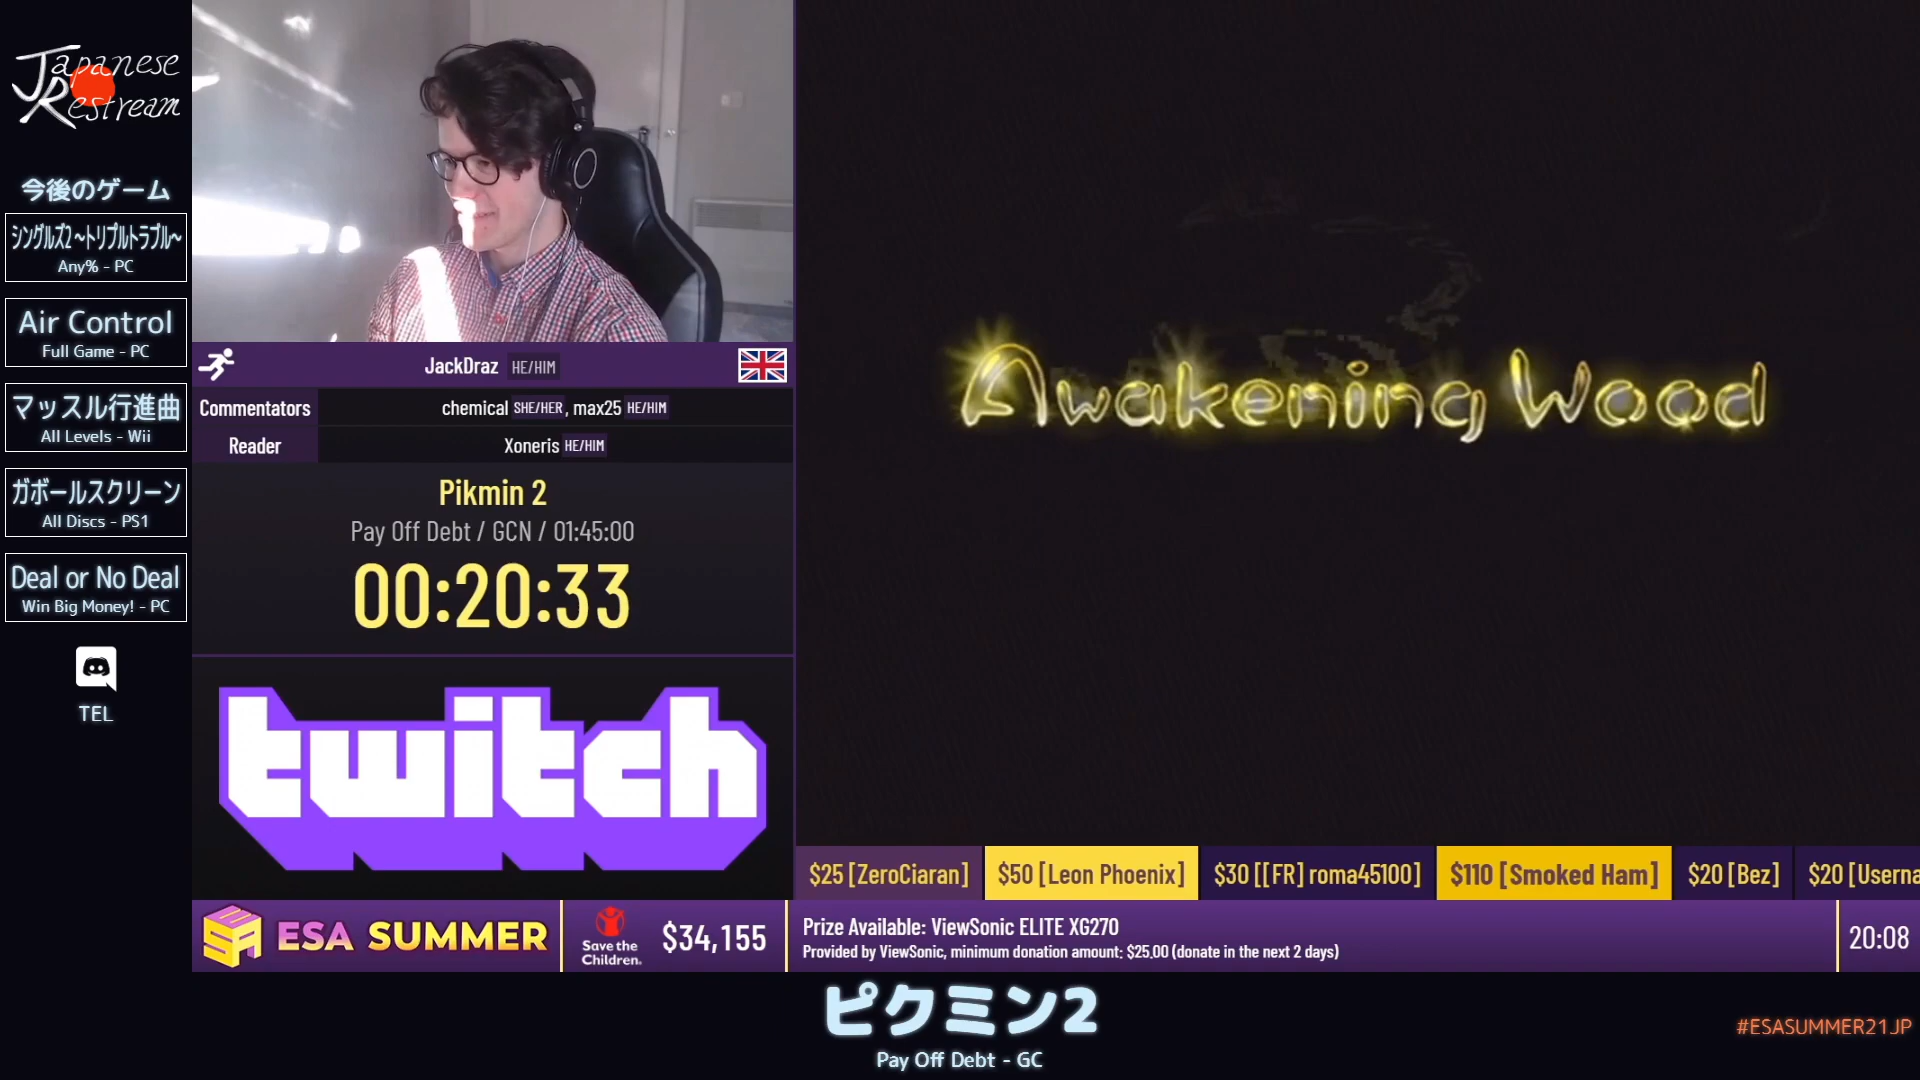 Japanese
Restream
今後のゲーム
シングルズ2～トリプルトラブル～
Any% - PC
Air Control
Full Game - PC
マッスル行進曲
All Levels - Wii
ガボールスクリーン
All Discs - PS1
Deal or No Deal
Win Big Money! - PC
TEL
JackDraz HE/HIM
Commentators chemical SHE/HER, max25 HE/HIM
Reader Xoneris HE/HIM
Pikmin 2
Pay Off Debt / GCN / 01:45:00
00:20:33
twitch
Awakening Wood
$25 [ZeroCiaran] $50 [Leon Phoenix] $30 [[FR] roma45100] $110 [Smoked Ham] $20 [Bez] $20 [Userna
ESA SUMMER
Save the
Children.
$34,155
Prize Available: ViewSonic ELITE XG270
Provided by ViewSonic, minimum donation amount: $25.00 (donate in the next 2 days)
20:08
ピクミン2
Pay Off Debt - GC
#ESASUMMER21JP